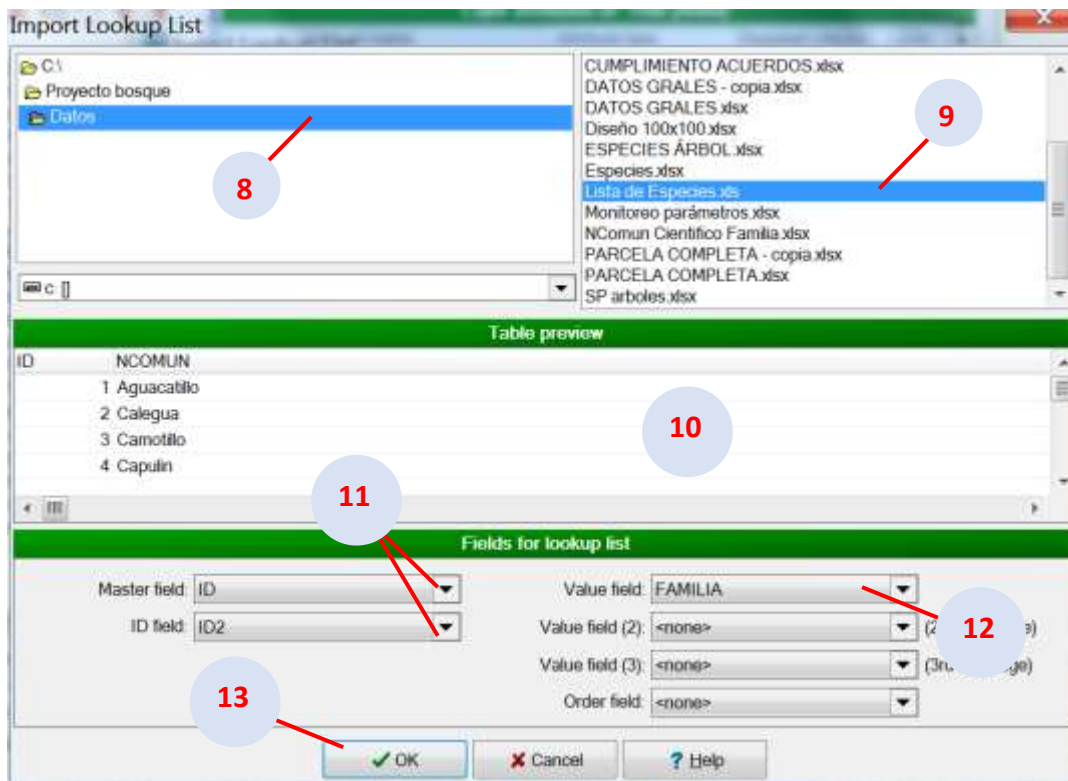 Import Lookup List
C:\
Proyecto bosque
Datos
8
c: []
CUMPLIMIENTO ACUERDOS.xlsx
DATOS GRALES - copia.xlsx
DATOS GRALES.xlsx
Diseño 100x100.xlsx
ESPECIES ÁRBOL.xlsx
Especies.xlsx
Lista de Especies.xls
Monitoreo parámetros.xlsx
NComun Cientifico Familia.xlsx
PARCELA COMPLETA - copia.xlsx
PARCELA COMPLETA.xlsx
SP arboles.xlsx
9
Table preview
ID NCOMUN
1 Aguacatillo
2 Calegua
3 Camotillo
4 Capulin
10
11
Fields for lookup list
Master field: ID
ID field: ID2
Value field: FAMILIA
Value field (2): <none>
Value field (3): <none>
Order field: <none>
12
13
OK Cancel ? Help